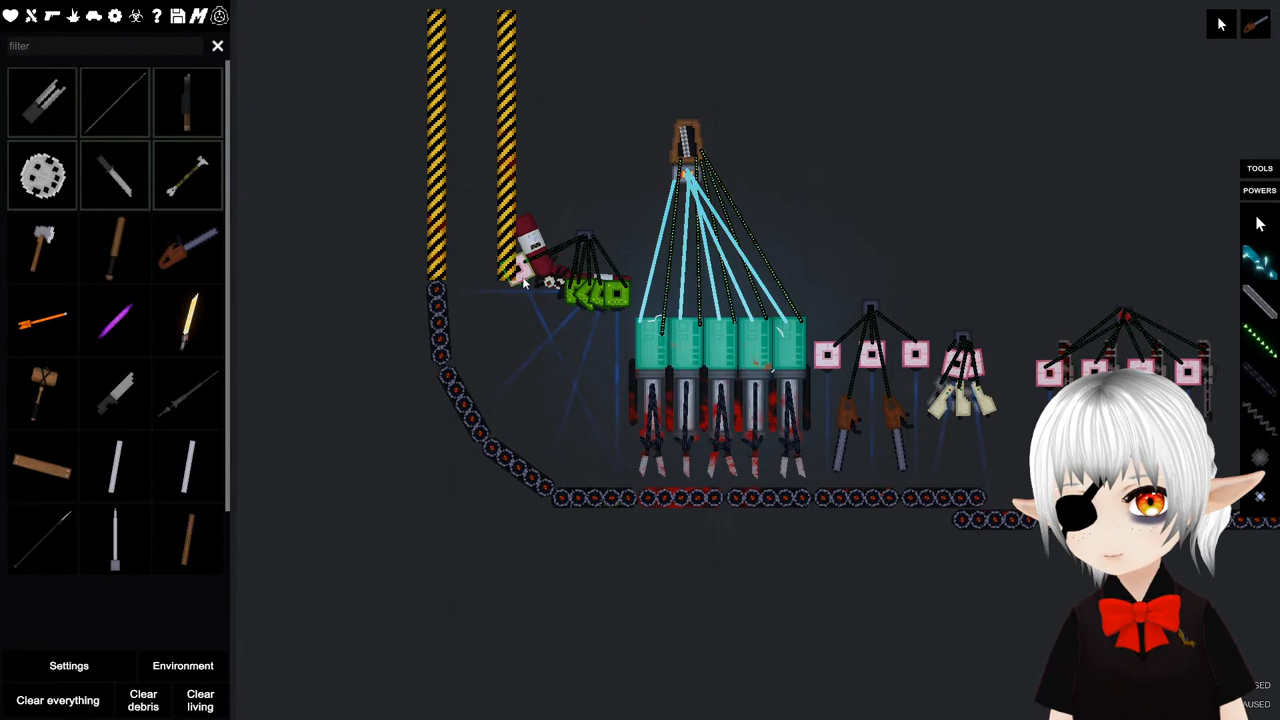 filter
TOOLS
POWERS
Settings
Environment
Clear everything
Clear
debris
Clear
living